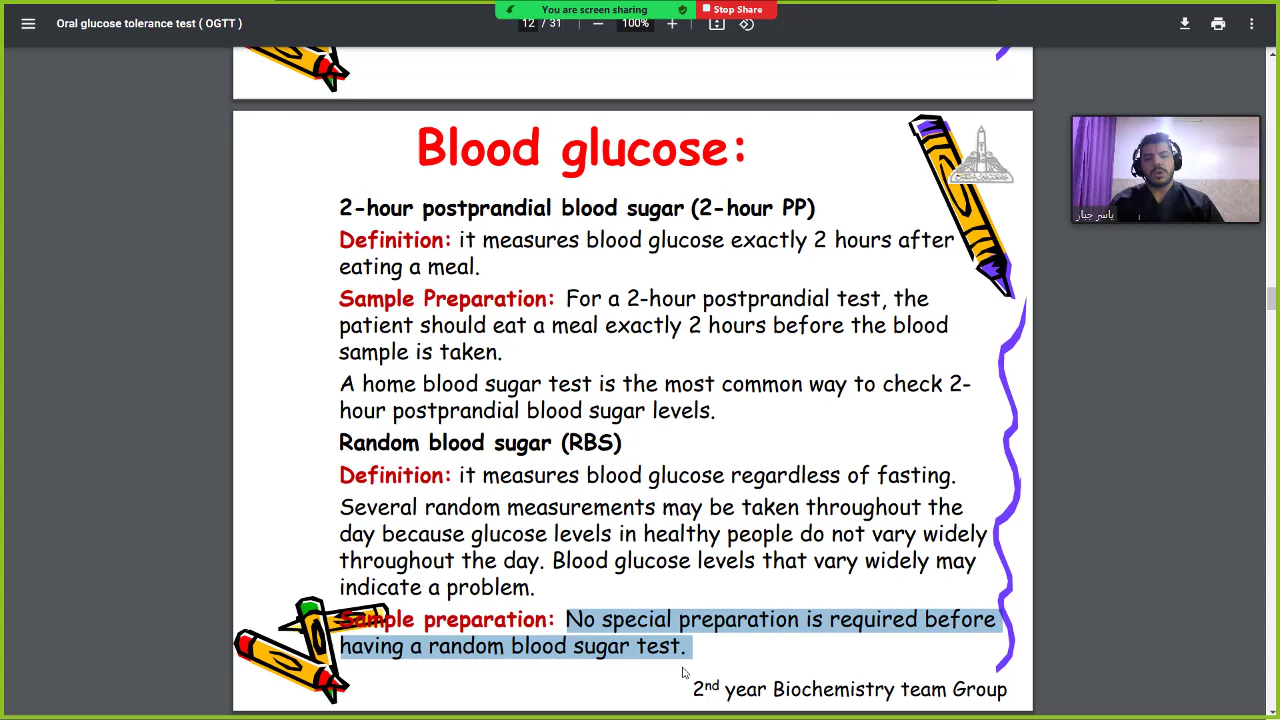 You are screen sharing
Stop Share
Oral glucose tolerance test ( OGTT )
12 / 31
100%
Blood glucose:
2-hour postprandial blood sugar (2-hour PP)
Definition: it measures blood glucose exactly 2 hours after
eating a meal.
Sample Preparation: For a 2-hour postprandial test, the
patient should eat a meal exactly 2 hours before the blood
sample is taken.
A home blood sugar test is the most common way to check 2-
hour postprandial blood sugar levels.
Random blood sugar (RBS)
Definition: it measures blood glucose regardless of fasting.
Several random measurements may be taken throughout the
day because glucose levels in healthy people do not vary widely
throughout the day. Blood glucose levels that vary widely may
indicate a problem.
Sample preparation: No special preparation is required before
having a random blood sugar test.
2nd year Biochemistry team Group
ياسر جبار